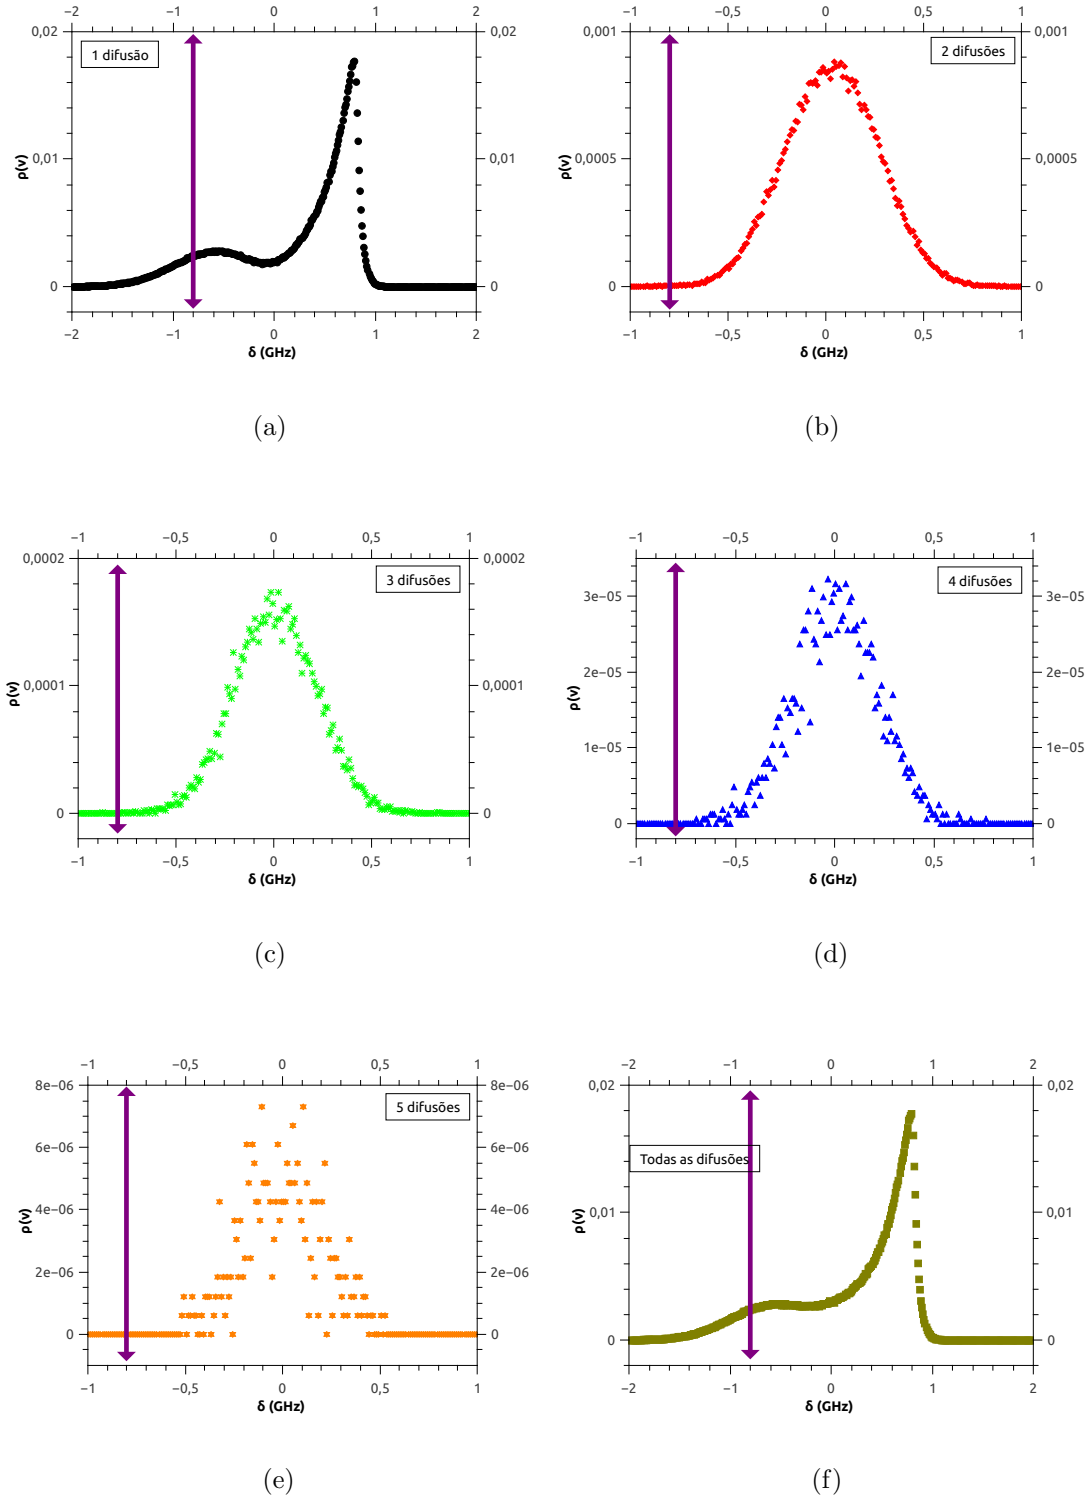 −2 −1 0 1 2
0,02 0,02
1 difusão
0,01 0,01
ρ(v)
0 0
−2 −1 0 1 2
δ (GHz)
(a)
−1 −0,5 0 0,5 1
0,001 0,001
2 difusões
0,0005 0,0005
ρ(v)
0 0
−1 −0,5 0 0,5 1
δ (GHz)
(b)
−1 −0,5 0 0,5 1
0,0002 0,0002
3 difusões
0,0001 0,0001
ρ(v)
0 0
−1 −0,5 0 0,5 1
δ (GHz)
(c)
−1 −0,5 0 0,5 1
4 difusões
3e−05 3e−05
2e−05 2e−05
ρ(v)
1e−05 1e−05
0 0
−1 −0,5 0 0,5 1
δ (GHz)
(d)
−1 −0,5 0 0,5 1
8e−06 8e−06
5 difusões
6e−06 6e−06
4e−06 4e−06
ρ(v)
2e−06 2e−06
0 0
−1 −0,5 0 0,5 1
δ (GHz)
(e)
−2 −1 0 1 2
0,02 0,02
Todas as difusões
0,01 0,01
ρ(v)
0 0
−2 −1 0 1 2
δ (GHz)
(f)